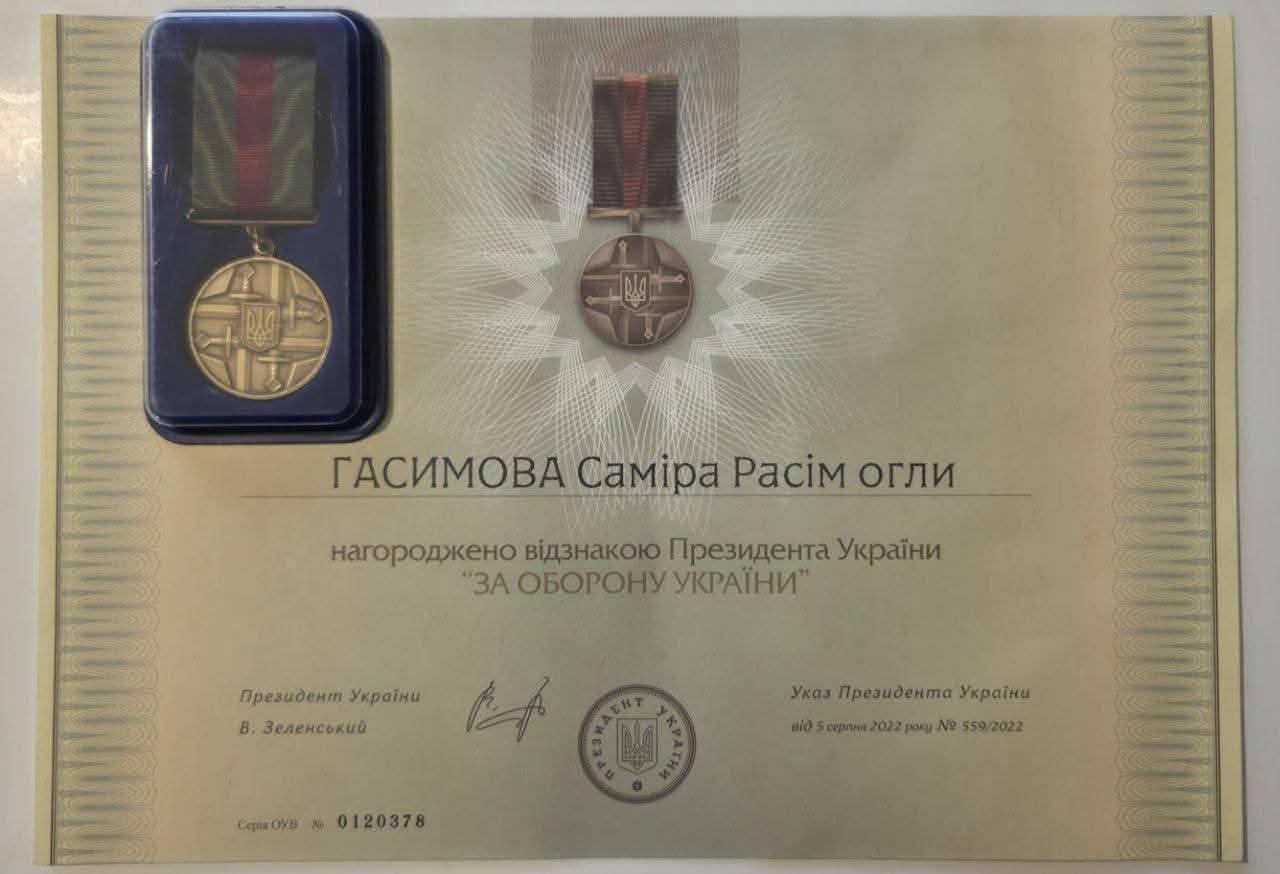 ГАСИМОВА Саміра Расім огли
нагороджено відзнакою Президента України
“ЗА ОБОРОНУ УКРАЇНИ”
Президент України
В. Зеленський
ПРЕЗИДЕНТ УКРАЇНИ
Указ Президента України
від 5 серпня 2022 року № 559/2022
Серія ОУВ № 0120378